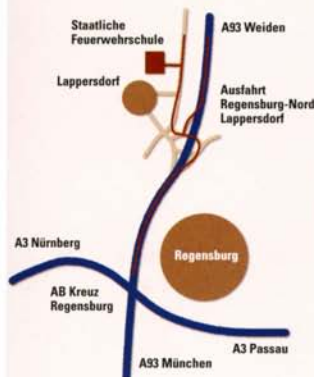 Staatliche
Feuerwehrschule
A93 Weiden
Lappersdorf
Ausfahrt
Regensburg-Nord
Lappersdorf
Regensburg
A3 Nürnberg
AB Kreuz
Regensburg
A3 Passau
A93 München